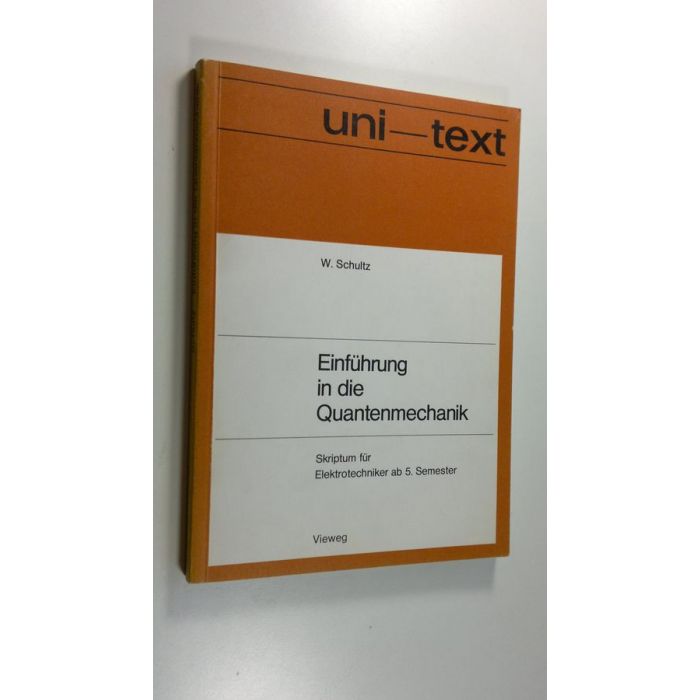 uni—text
W. Schultz
Einführung
in die
Quantenmechanik
Skriptum für
Elektrotechniker ab 5. Semester
Vieweg